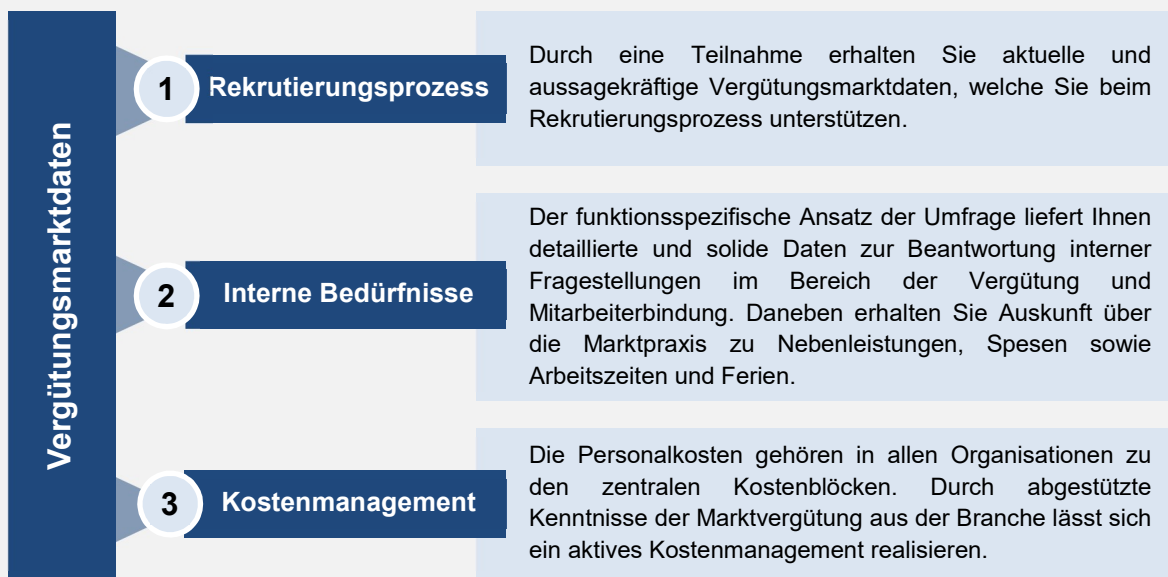 Vergütungsmarktdaten
1
Rekrutierungsprozess
Durch eine Teilnahme erhalten Sie aktuelle und
aussagekräftige Vergütungsmarktdaten, welche Sie beim
Rekrutierungsprozess unterstützen.
2
Interne Bedürfnisse
Der funktionsspezifische Ansatz der Umfrage liefert Ihnen
detaillierte und solide Daten zur Beantwortung interner
Fragestellungen im Bereich der Vergütung und
Mitarbeiterbindung. Daneben erhalten Sie Auskunft über
die Marktpraxis zu Nebenleistungen, Spesen sowie
Arbeitszeiten und Ferien.
3
Kostenmanagement
Die Personalkosten gehören in allen Organisationen zu
den zentralen Kostenblöcken. Durch abgestützte
Kenntnisse der Marktvergütung aus der Branche lässt sich
ein aktives Kostenmanagement realisieren.